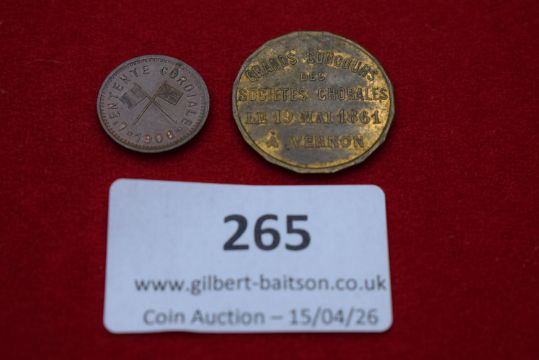 L'ENTENTE CORDIALE
1908
GRANDS CONCOURS
DES
SOCIETES CHORALES
LE 19 MAI 1861
À VERNON
265
www.gilbert-baitson.co.uk
Coin Auction – 15/04/26